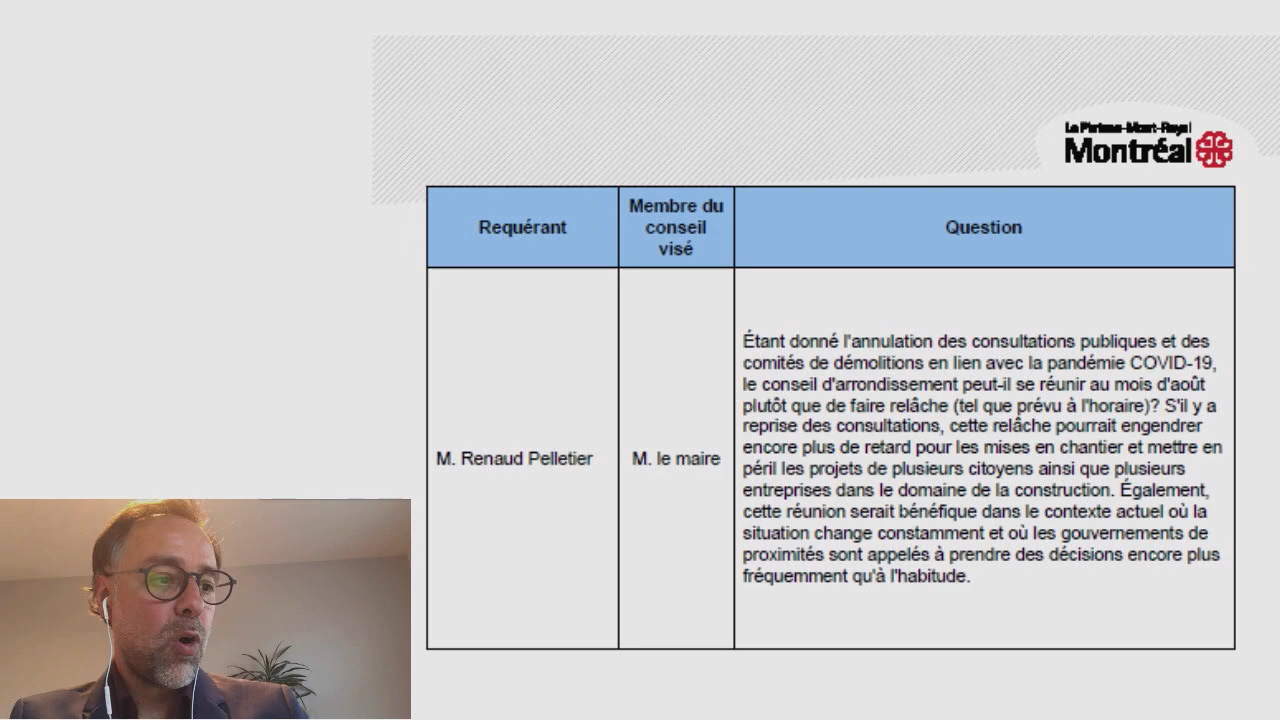 Le Plateau-Mont-Royal
Montréal
Requérant
Membre du
conseil
visé
Question
M. Renaud Pelletier
M. le maire
Étant donné l'annulation des consultations publiques et des
comités de démolitions en lien avec la pandémie COVID-19,
le conseil d'arrondissement peut-il se réunir au mois d'août
plutôt que de faire relâche (tel que prévu à l'horaire)? S'il y a
reprise des consultations, cette relâche pourrait engendrer
encore plus de retard pour les mises en chantier et mettre en
péril les projets de plusieurs citoyens ainsi que plusieurs
entreprises dans le domaine de la construction. Également,
cette réunion serait bénéfique dans le contexte actuel où la
situation change constamment et où les gouvernements de
proximités sont appelés à prendre des décisions encore plus
fréquemment qu'à l'habitude.